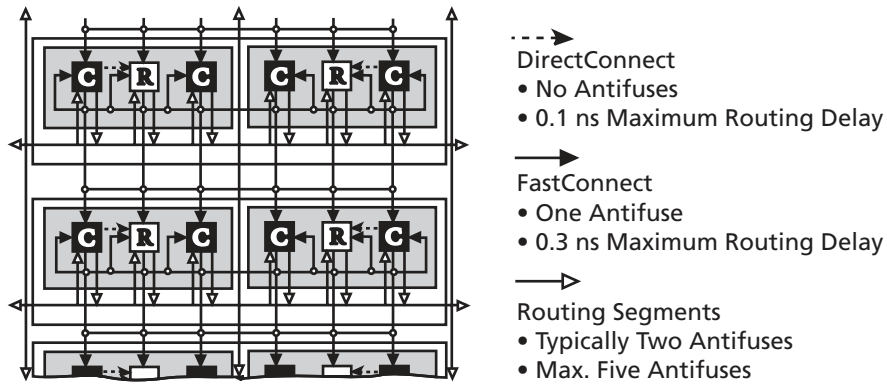 C R C C R C
C R C C R C
DirectConnect
• No Antifuses
• 0.1 ns Maximum Routing Delay
FastConnect
• One Antifuse
• 0.3 ns Maximum Routing Delay
Routing Segments
• Typically Two Antifuses
• Max. Five Antifuses